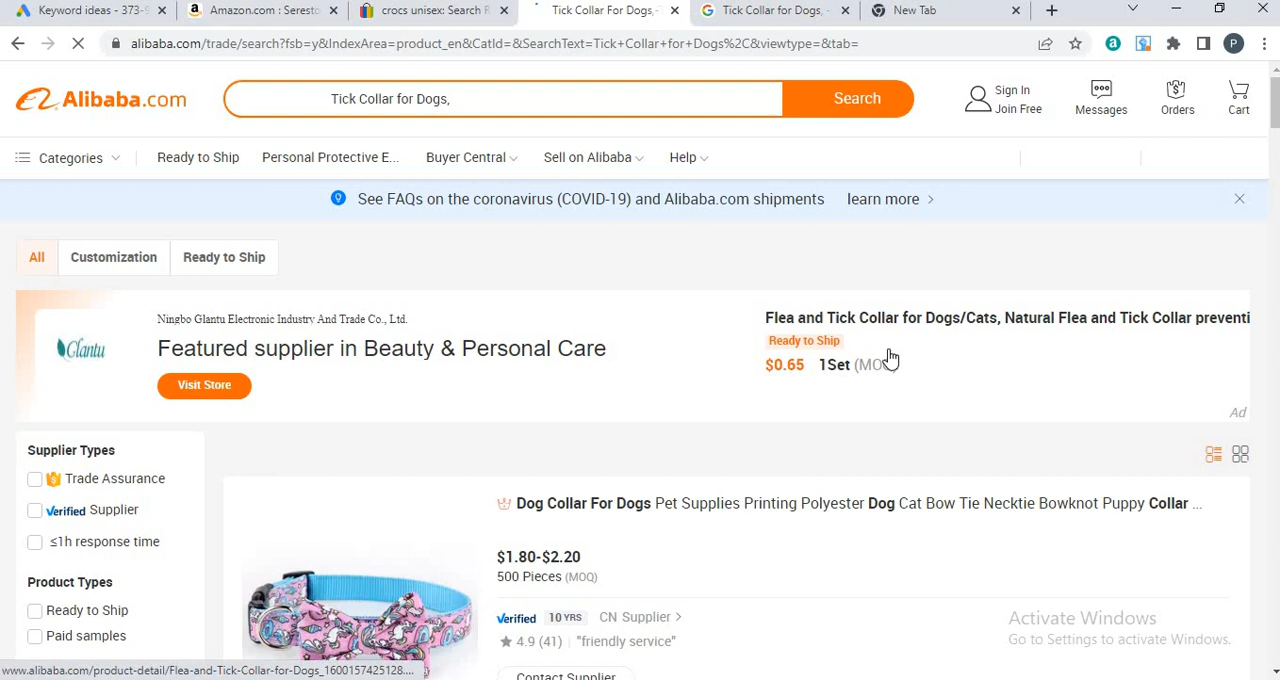 Keyword ideas - 373-9
Amazon.com : Seresto
crocs unisex: search R
Tick Collar For Dogs,-
Tick Collar for Dogs, -
New Tab
alibaba.com/trade/search?fsb=y&IndexArea=product_en&CatId=&SearchText=Tick+Collar+for+Dogs%2C&viewtype=&tab=
P
Alibaba.com
Tick Collar for Dogs,
Search
Sign In
Join Free
Messages
Orders
Cart
Categories
Ready to Ship
Personal Protective E...
Buyer Central
Sell on Alibaba
Help
See FAQs on the coronavirus (COVID-19) and Alibaba.com shipments
learn more
All
Customization
Ready to Ship
Ningbo Glantu Electronic Industry And Trade Co., Ltd.
Glantu
Featured supplier in Beauty & Personal Care
Visit Store
Flea and Tick Collar for Dogs/Cats, Natural Flea and Tick Collar preventi
Ready to Ship
$0.65 1Set (MO
Ad
Supplier Types
Trade Assurance
Verified Supplier
≤1h response time
Product Types
Ready to Ship
Paid samples
Dog Collar For Dogs Pet Supplies Printing Polyester Dog Cat Bow Tie Necktie Bowknot Puppy Collar ...
$1.80-$2.20
500 Pieces (MOQ)
Verified 10 YRS CN Supplier
4.9 (41) "friendly service"
Contact Supplier
Activate Windows
Go to Settings to activate Windows.
www.alibaba.com/product-detail/Flea-and-Tick-Collar-for-Dogs_1600157425128....